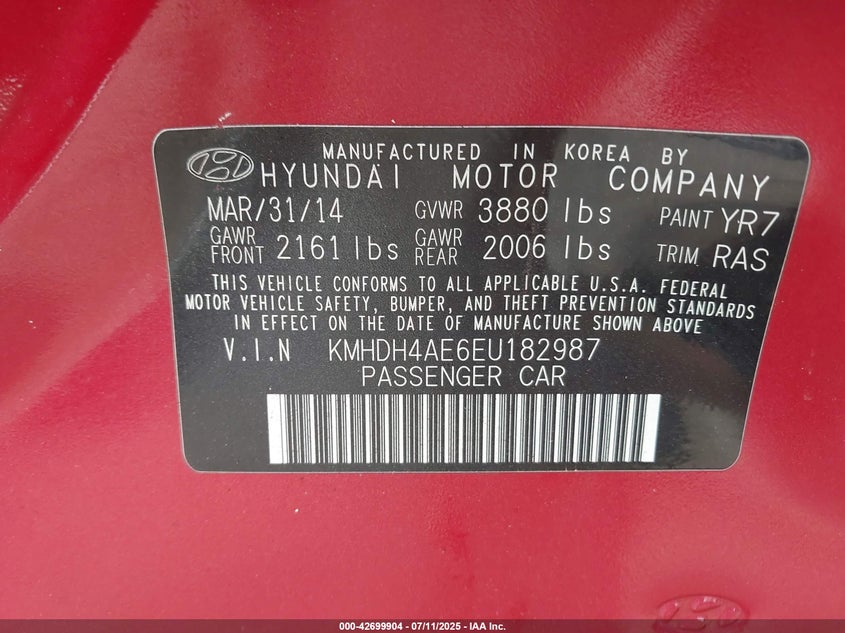 MANUFACTURED IN KOREA BY
HYUNDAI MOTOR COMPANY
MAR/31/14 GVWR 3880 lbs PAINT YR7
GAWR FRONT 2161 lbs GAWR REAR 2006 lbs TRIM RAS
THIS VEHICLE CONFORMS TO ALL APPLICABLE U.S.A. FEDERAL
MOTOR VEHICLE SAFETY, BUMPER, AND THEFT PREVENTION STANDARDS
IN EFFECT ON THE DATE OF MANUFACTURE SHOWN ABOVE
V.I.N KMHDH4AE6EU182987
PASSENGER CAR
000-42699904 / 07/11/2025 - IAA Inc.